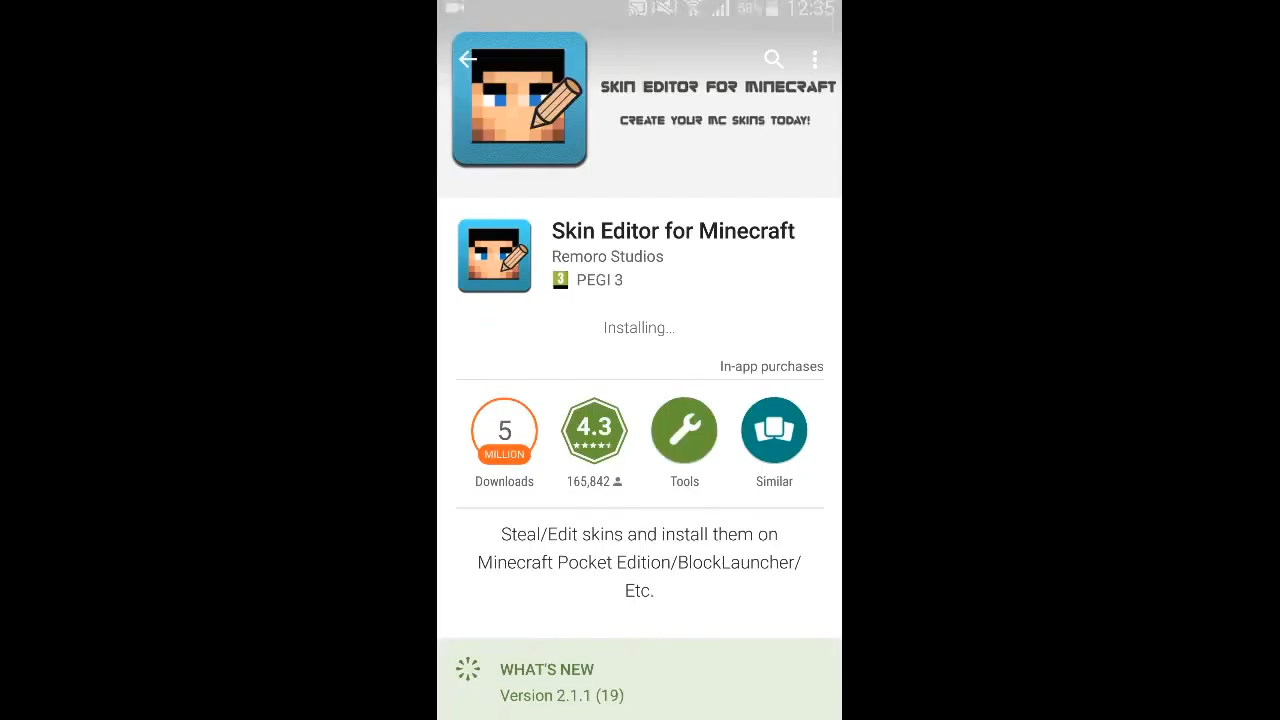 68% 12:35
SKIN EDITOR FOR MINECRAFT
CREATE YOUR MC SKINS TODAY!
Skin Editor for Minecraft
Remoro Studios
3 PEGI 3
Installing...
In-app purchases
5
MILLION
4.3
Downloads 165,842 Tools Similar
Steal/Edit skins and install them on
Minecraft Pocket Edition/BlockLauncher/
Etc.
WHAT'S NEW
Version 2.1.1 (19)